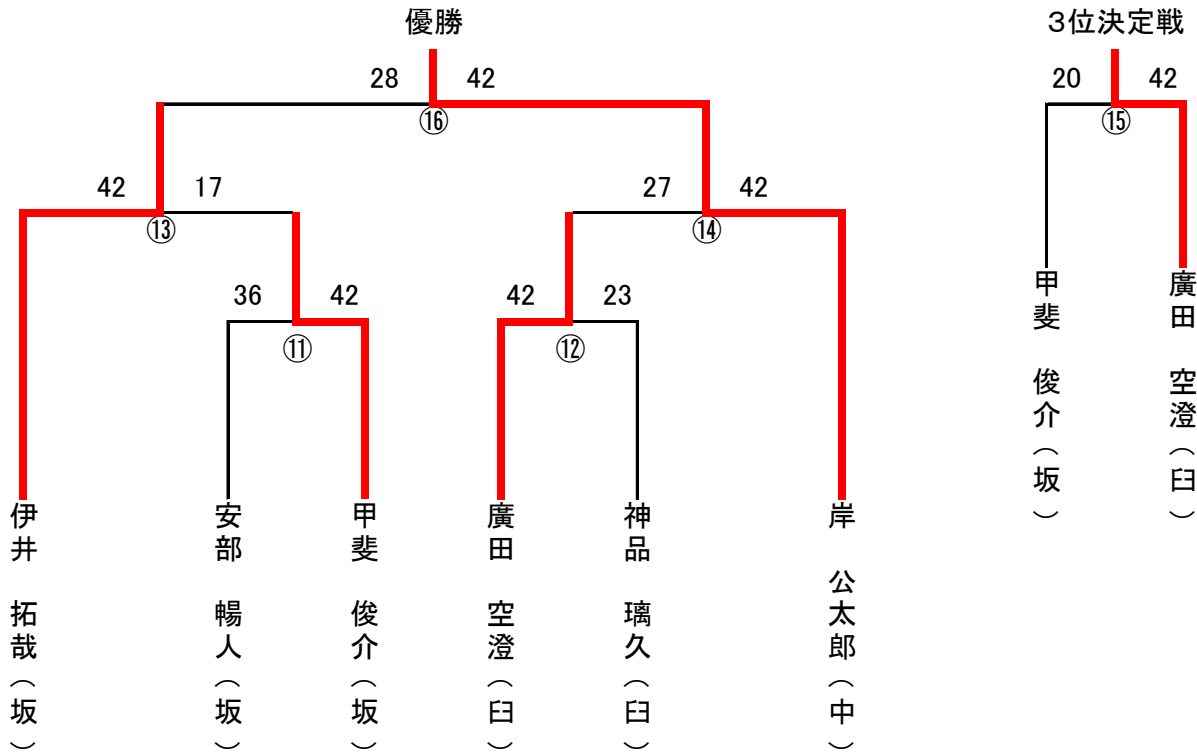 優勝
３位決定戦
28 42
20 42
⑯
⑮
42 17
27 42
⑬
⑭
36 42
42 23
⑪
⑫
甲斐 俊介（坂）
廣田 空澄（臼）
伊井 拓哉（坂）
安部 暢人（坂）
甲斐 俊介（坂）
廣田 空澄（臼）
神品 璃久（臼）
岸 公太郎（中）